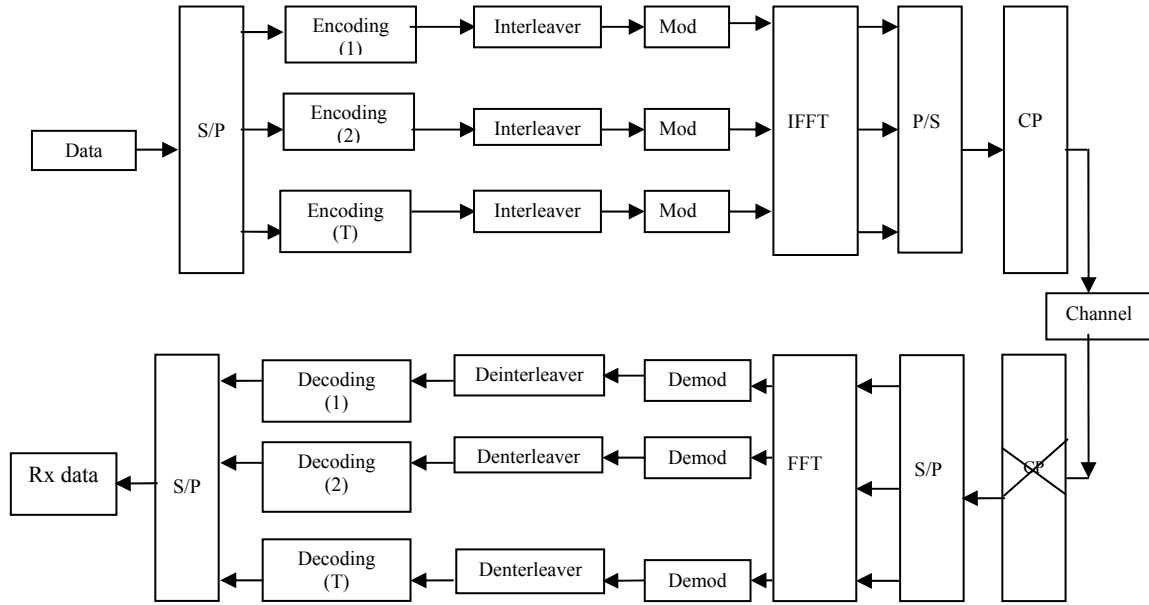 Encoding
(1)
Interleaver
Mod
Encoding
(2)
Interleaver
Mod
Data
S/P
IFFT
P/S
CP
Encoding
(T)
Interleaver
Mod
Channel
Decoding
(1)
Deinterleaver
Demod
Rx data
S/P
Decoding
(2)
Denterleaver
Demod
FFT
S/P
CP
Decoding
(T)
Denterleaver
Demod